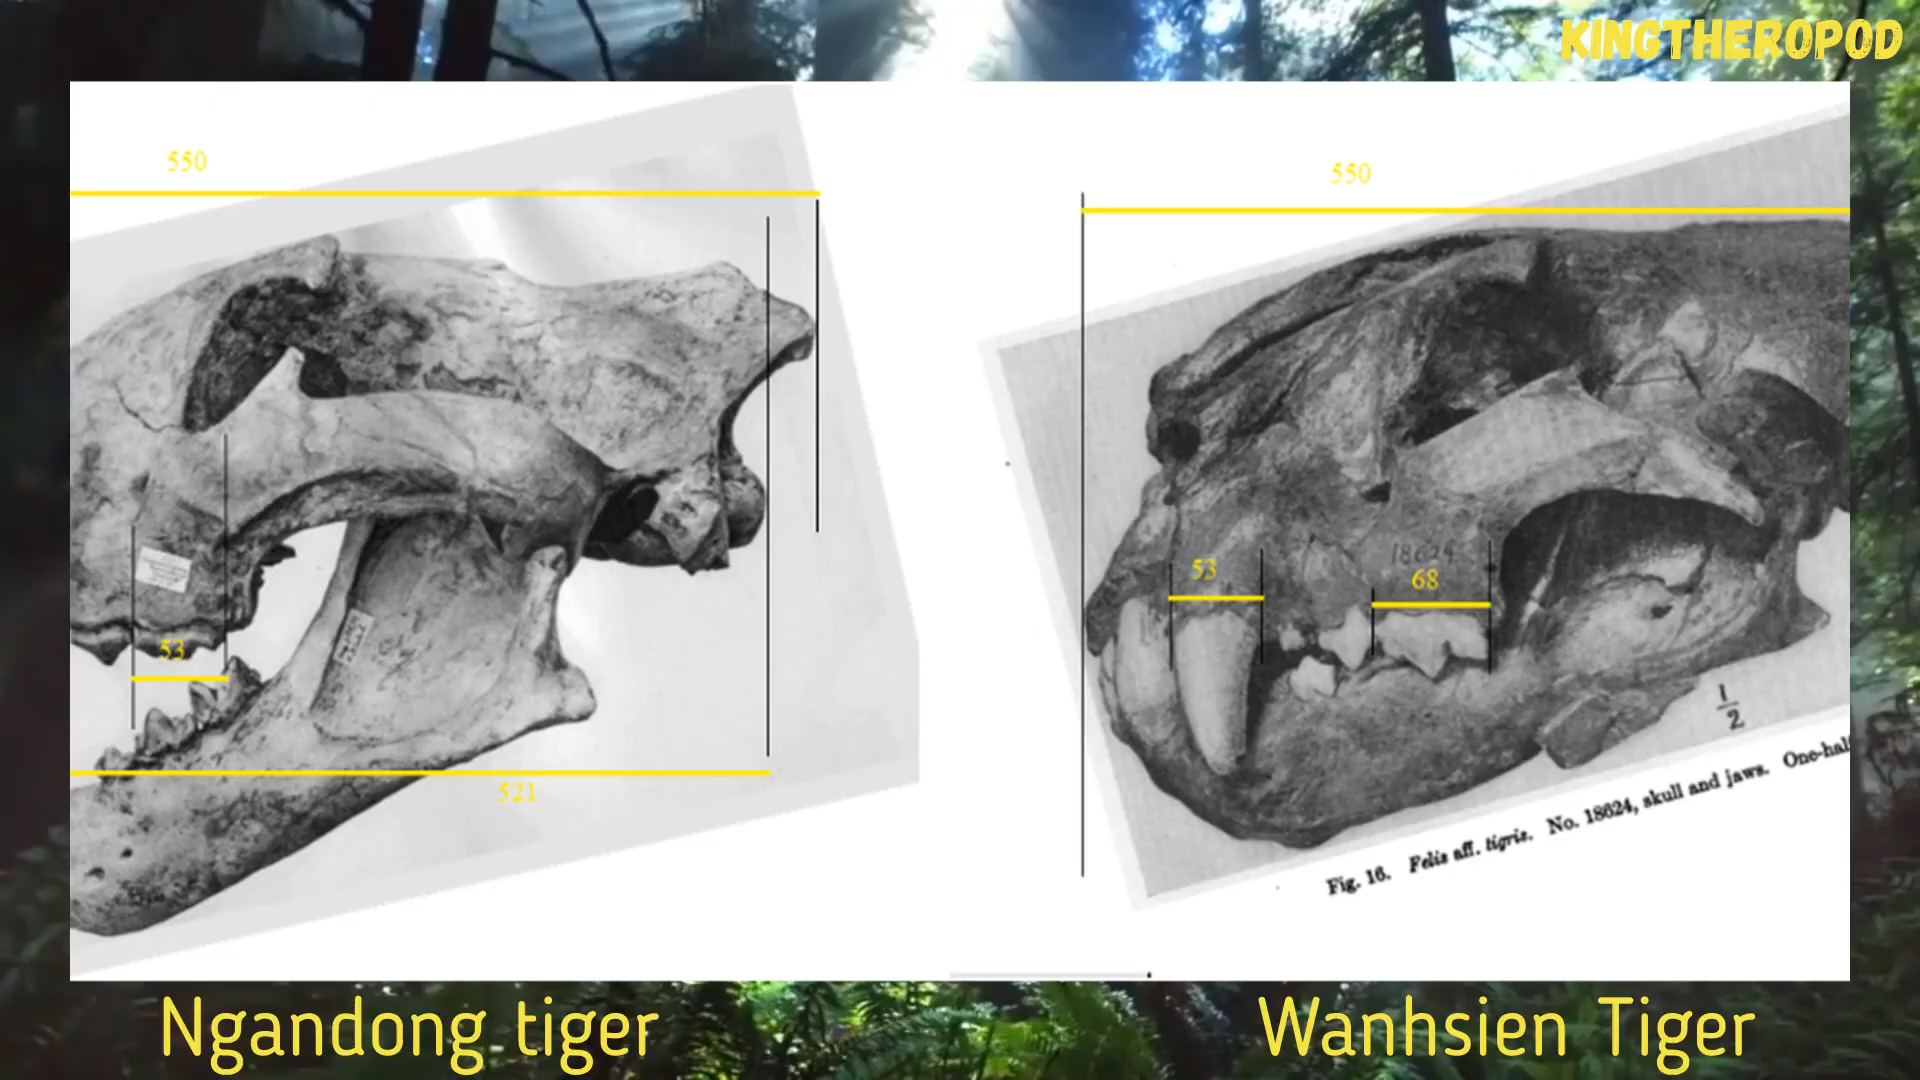 KINGTHEROPOD
550
550
53
18624
53
68
521
1
2
Fig. 16. Felis aff. tigris. No. 18624, skull and jaws. One-hal
Ngandong tiger
Wanhsien Tiger